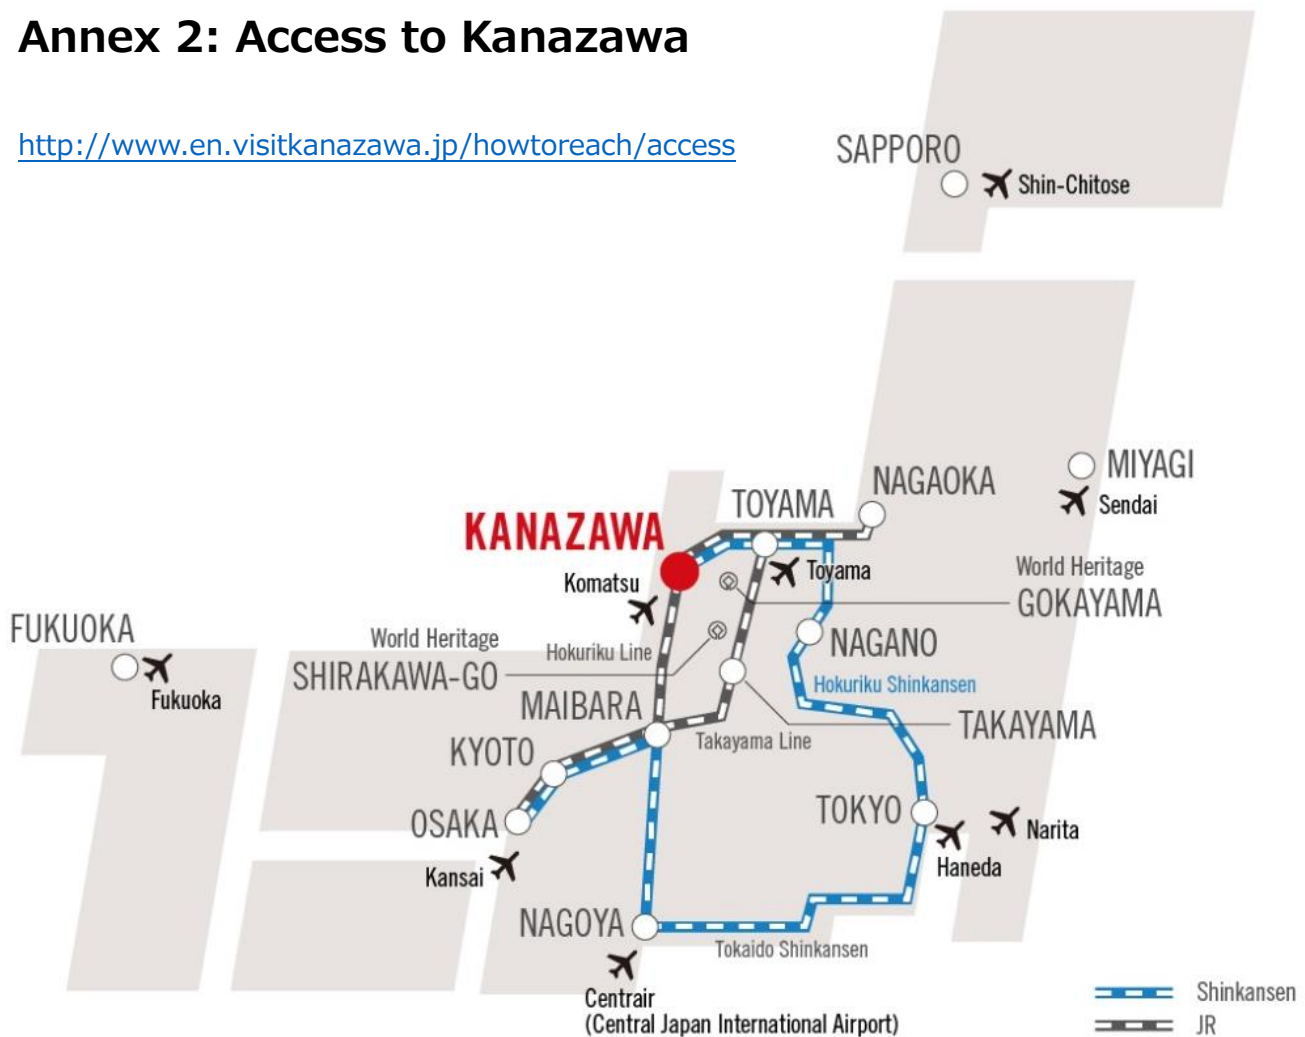 Annex 2: Access to Kanazawa
http://www.en.visitkanazawa.jp/howtoreach/access
SAPPORO
Shin-Chitose
MIYAGI
Sendai
NAGAOKA
TOYAMA
KANAZAWA
Komatsu
Toyama
World Heritage
GOKAYAMA
FUKUOKA
Fukuoka
World Heritage
SHIRAKAWA-GO
Hokuriku Line
NAGANO
Hokuriku Shinkansen
MAIBARA
TAKAYAMA
Takayama Line
KYOTO
OSAKA
Kansai
TOKYO
Narita
Haneda
NAGOYA
Tokaido Shinkansen
Centrair
(Central Japan International Airport)
Shinkansen
JR